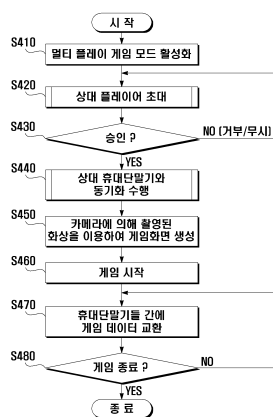 시 작
S410
멀티 플레이 게임 모드 활성화
S420
상대 플레이어 초대
S430
승인 ?
NO (거부/무시)
YES
S440
상대 휴대단말기와
동기화 수행
S450
카메라에 의해 촬영된
화상을 이용하여 게임화면 생성
S460
게임 시작
S470
휴대단말기들 간에
게임 데이터 교환
S480
게임 종료 ?
NO
YES
종 료